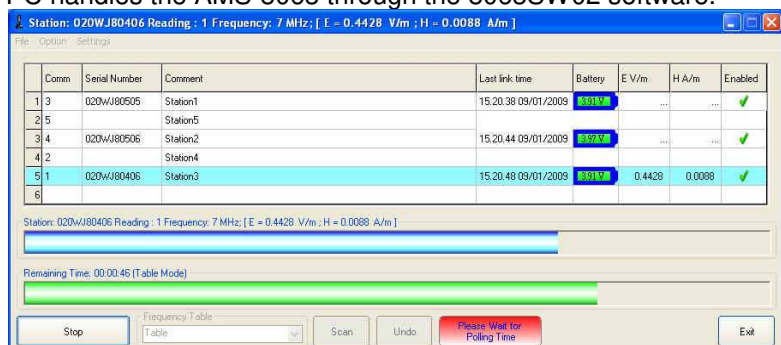 PC handles the AMS-8063 through the 8063SW02 software.
Station: 020WJ80406 Reading : 1 Frequency: 7 MHz; [ E = 0.4428 V/m ; H = 0.0088 A/m ]
File Option Settings
Comm Serial Number Comment Last link time Battery E V/m H A/m Enabled
1 3 020WJ80505 Station1 15.20.38 09/01/2009 3.91 V ... ...
2 5 Station5
3 4 020WJ80506 Station2 15.20.44 09/01/2009 3.97 V ... ...
4 2 Station4
5 1 020WJ80406 Station3 15.20.48 09/01/2009 3.91 V 0.4428 0.0088
6
Station: 020WJ80406 Reading : 1 Frequency: 7 MHz; [ E = 0.4428 V/m ; H = 0.0088 A/m ]
Remaining Time: 00:00:46 (Table Mode)
Frequency Table
Stop Table Scan Undo Please Wait for Polling Time Exit